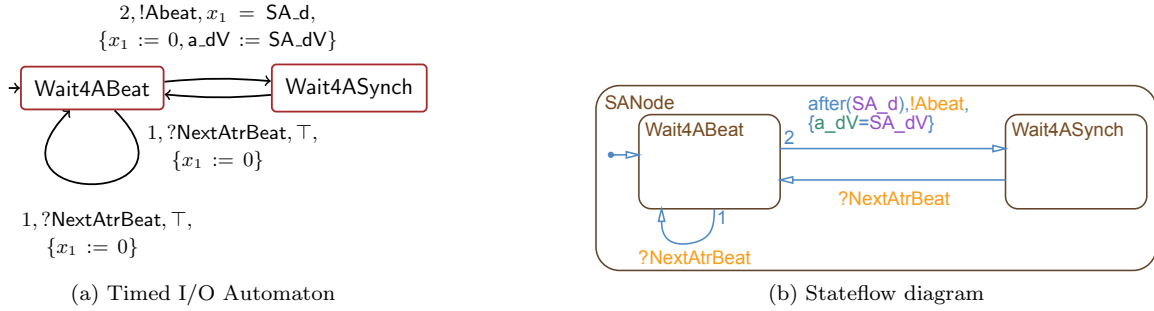 2, !Abeat, x₁ = SA_d,
{x₁ := 0, a_dV := SA_dV}
Wait4ABeat
Wait4ASynch
1, ?NextAtrBeat, ⊤,
{x₁ := 0}
1, ?NextAtrBeat, ⊤,
{x₁ := 0}
(a) Timed I/O Automaton
SANode
Wait4ABeat
after(SA_d),!Abeat,
{a_dV=SA_dV}
2
Wait4ASynch
?NextAtrBeat
1
?NextAtrBeat
(b) Stateflow diagram